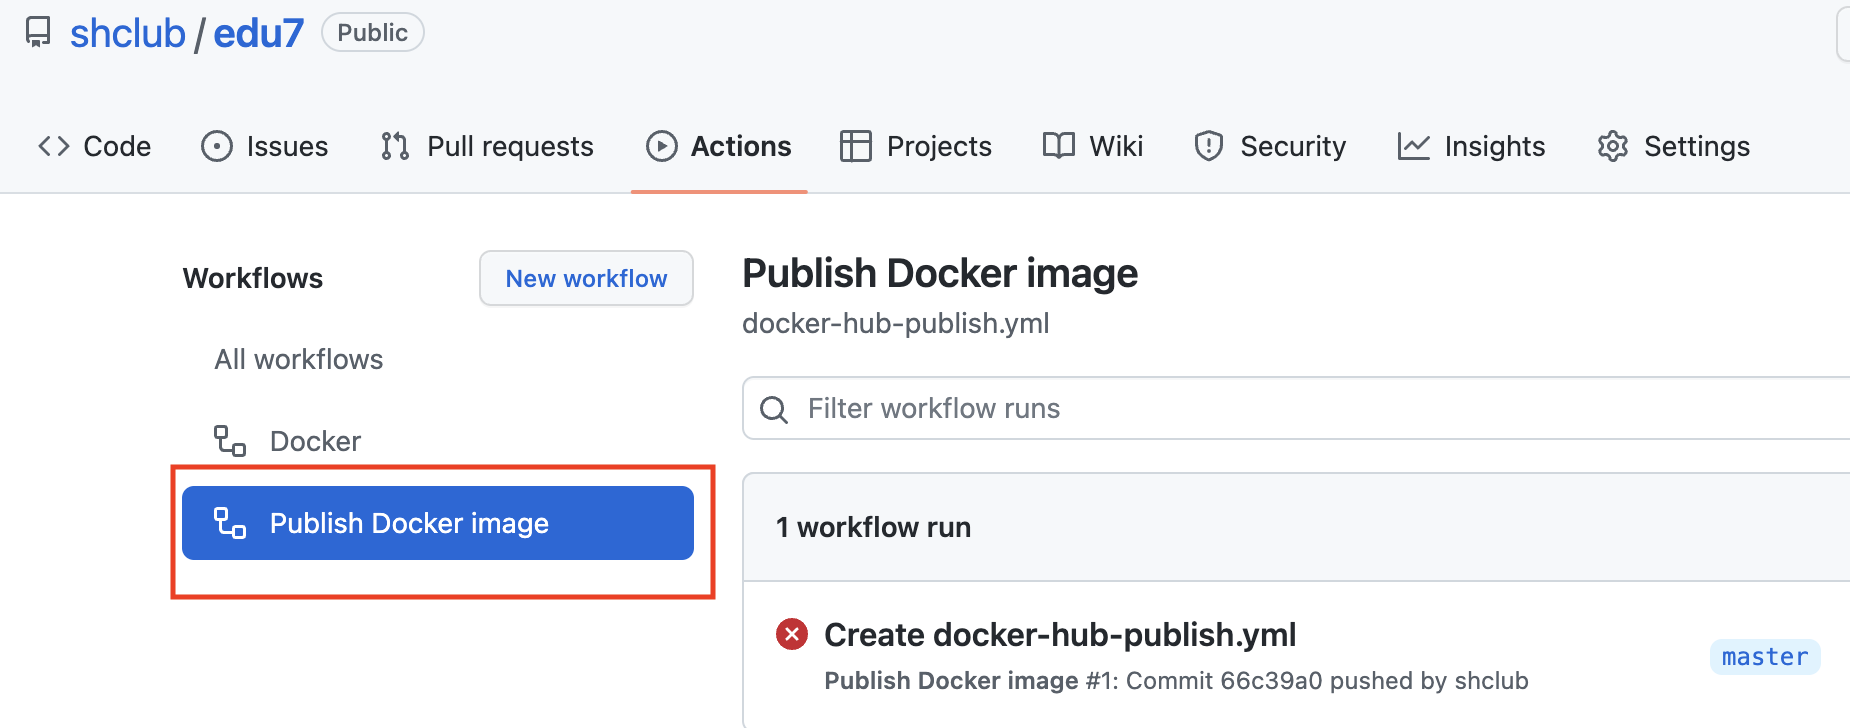 shclub / edu7 Public
Code Issues Pull requests Actions Projects Wiki Security Insights Settings
Workflows
New workflow
All workflows
Docker
Publish Docker image
Publish Docker image
docker-hub-publish.yml
Filter workflow runs
1 workflow run
Create docker-hub-publish.yml
Publish Docker image #1: Commit 66c39a0 pushed by shclub
master